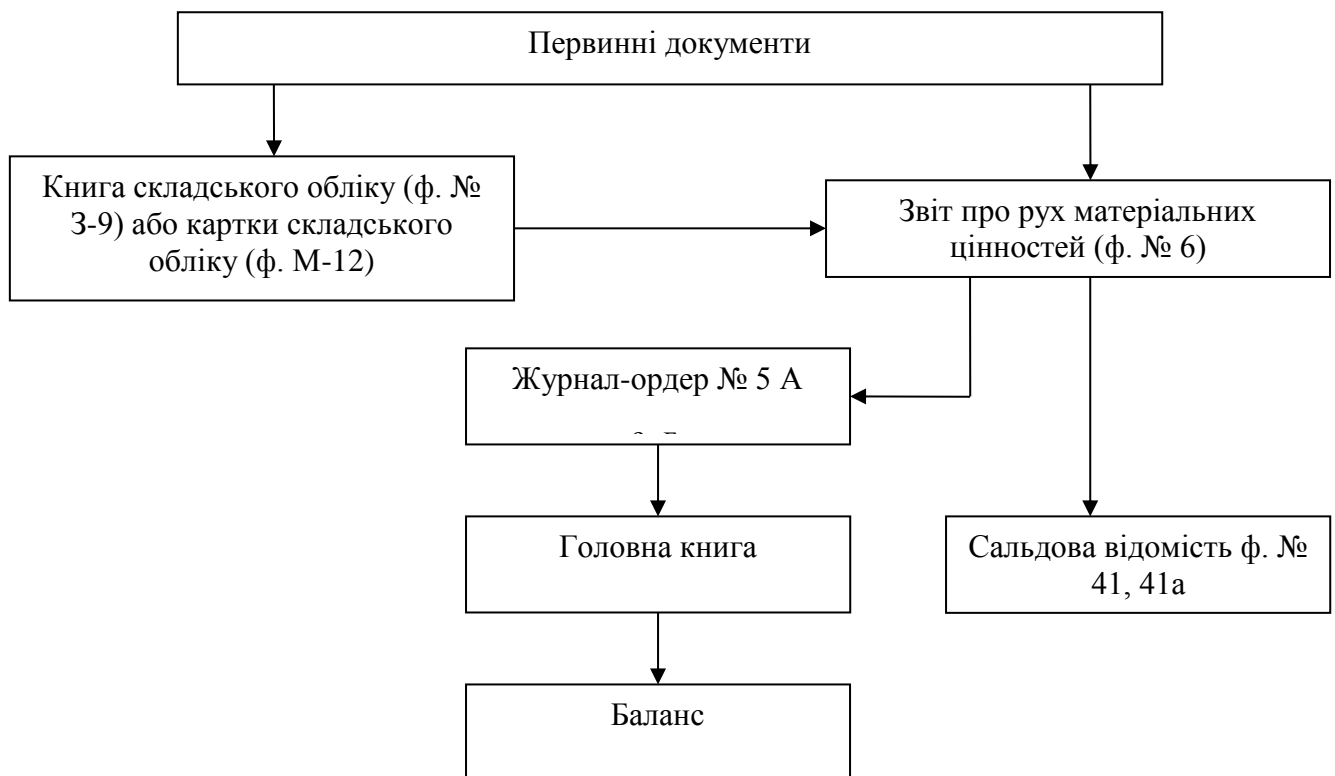 Первинні документи
Книга складського обліку (ф. №
З-9) або картки складського
обліку (ф. М-12)
Звіт про рух матеріальних
цінностей (ф. № 6)
Журнал-ордер № 5 А
Головна книга
Сальдова відомість ф. №
41, 41а
Баланс